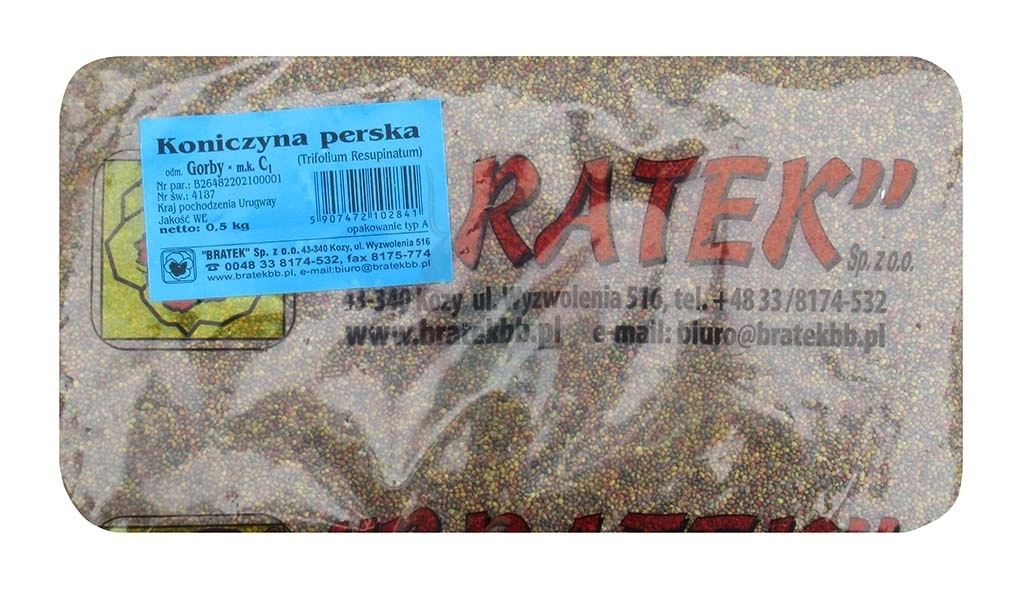 Koniczyna perska
odm. Gorby - m.k. C1 (Trifolium Resupinatum)
Nr par.: B26482202100001
Nr św.: 4187
Kraj pochodzenia Urugway
Jakość WE
netto: 0,5 kg
5 907472 102841
opakowanie typ A
"BRATEK" Sp. z o.o. 43-340 Kozy, ul. Wyzwolenia 516
☎ 0048 33 8174-532, fax 8175-774
www.bratekbb.pl, e-mail:biuro@bratekbb.pl
RATEK"
Sp. z o.o.
43-340 Kozy ul. Wyzwolenia 516, tel. +48 33/8174-532
www.bratekbb.pl e-mail: biuro@bratekbb.pl
"BRATEK"